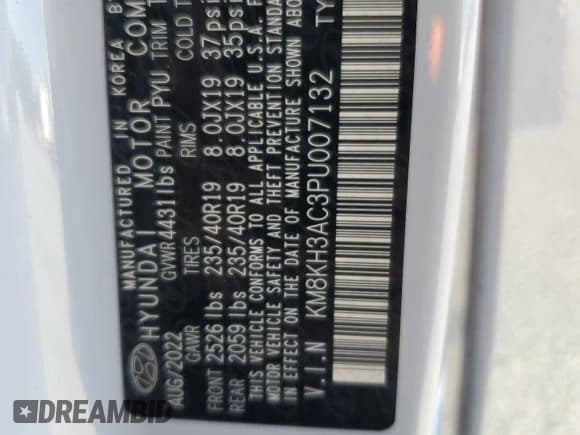 MANUFACTURED IN KOREA B
HYUNDAI MOTOR COM
AUG/2022 GVWR 4431 lbs PAINT PYU TRIM T
GAWR TIRES RIMS COLD T
FRONT 2526 lbs 235/40R19 8.0JX19 37psi
REAR 2059 lbs 235/40R19 8.0JX19 35psi
THIS VEHICLE CONFORMS TO ALL APPLICABLE U.S.A. F
MOTOR VEHICLE SAFETY AND THEFT PREVENTION STANDA
IN EFFECT ON THE DATE OF MANUFACTURE SHOWN ABO
V.I.N KM8KH3AC3PU007132 TY
DREAMBID